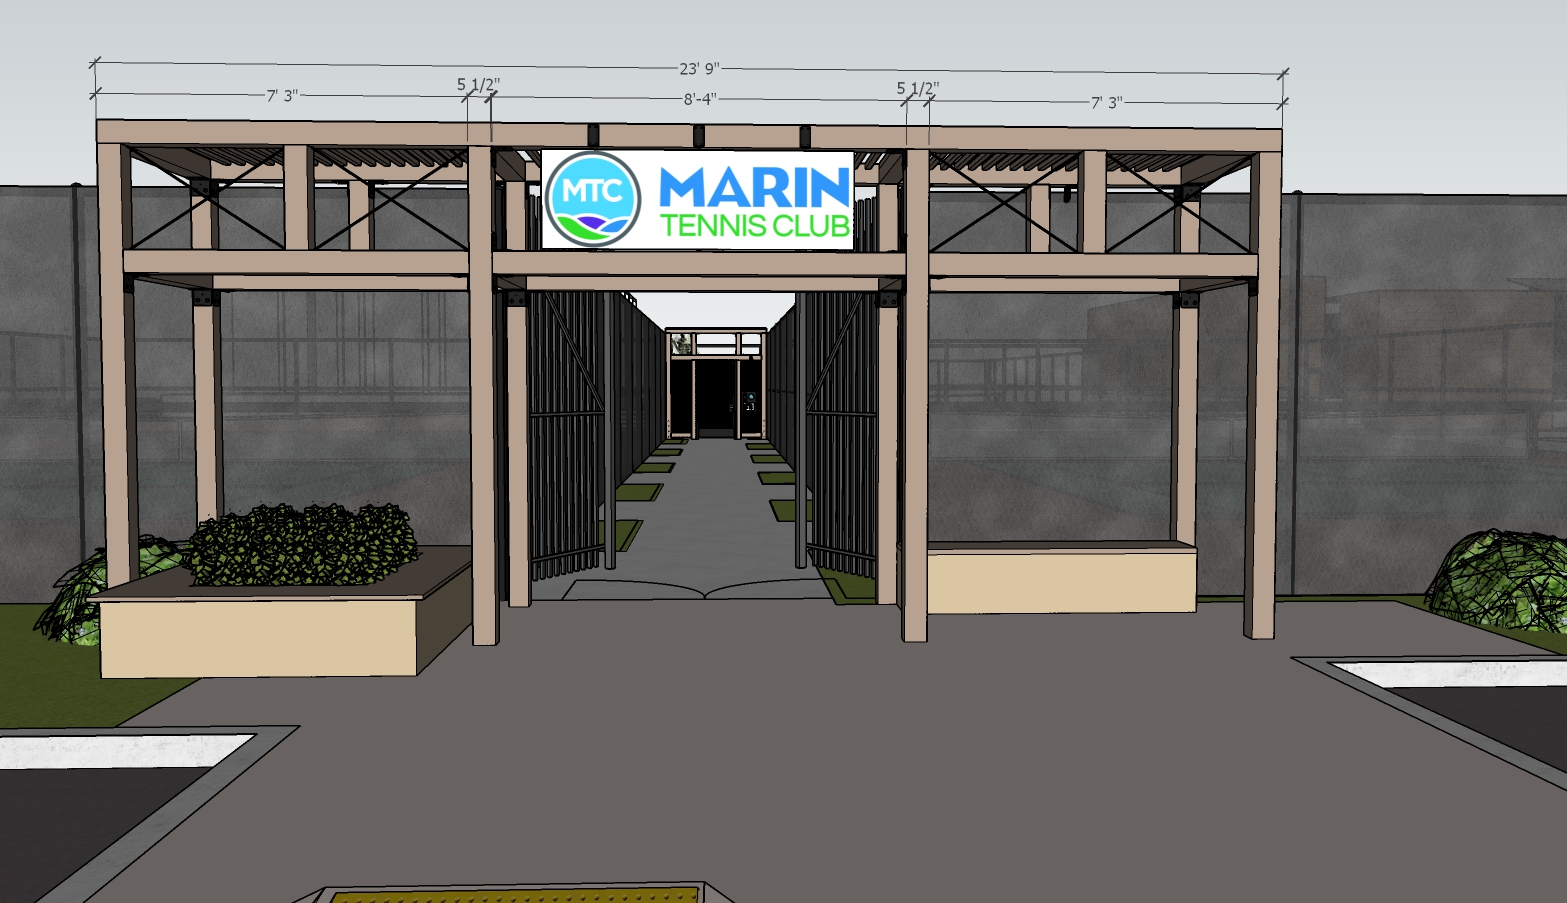 23' 9"
7' 3"
5 1/2"
8'-4"
5 1/2"
7' 3"
MTC
MARIN
TENNIS CLUB